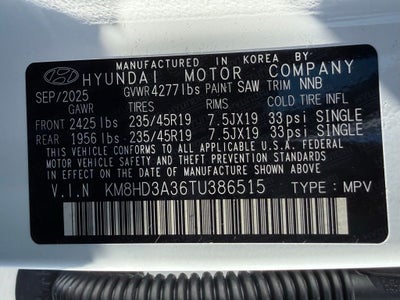 MANUFACTURED IN KOREA BY
HYUNDAI MOTOR COMPANY
SEP/2025 GVWR 4277lbs PAINT SAW TRIM NNB
GAWR TIRES RIMS COLD TIRE INFL
FRONT 2425 lbs 235/45R19 7.5JX19 33psi SINGLE
REAR 1956 lbs 235/45R19 7.5JX19 33psi SINGLE
THIS VEHICLE CONFORMS TO ALL APPLICABLE U.S.A. FEDERAL
MOTOR VEHICLE SAFETY, BUMPER, AND THEFT PREVENTION
STANDARDS IN EFFECT ON THE DATE OF MANUFACTURE SHOWN ABOVE.
V.I.N KM8HD3A36TU386515 TYPE: MPV